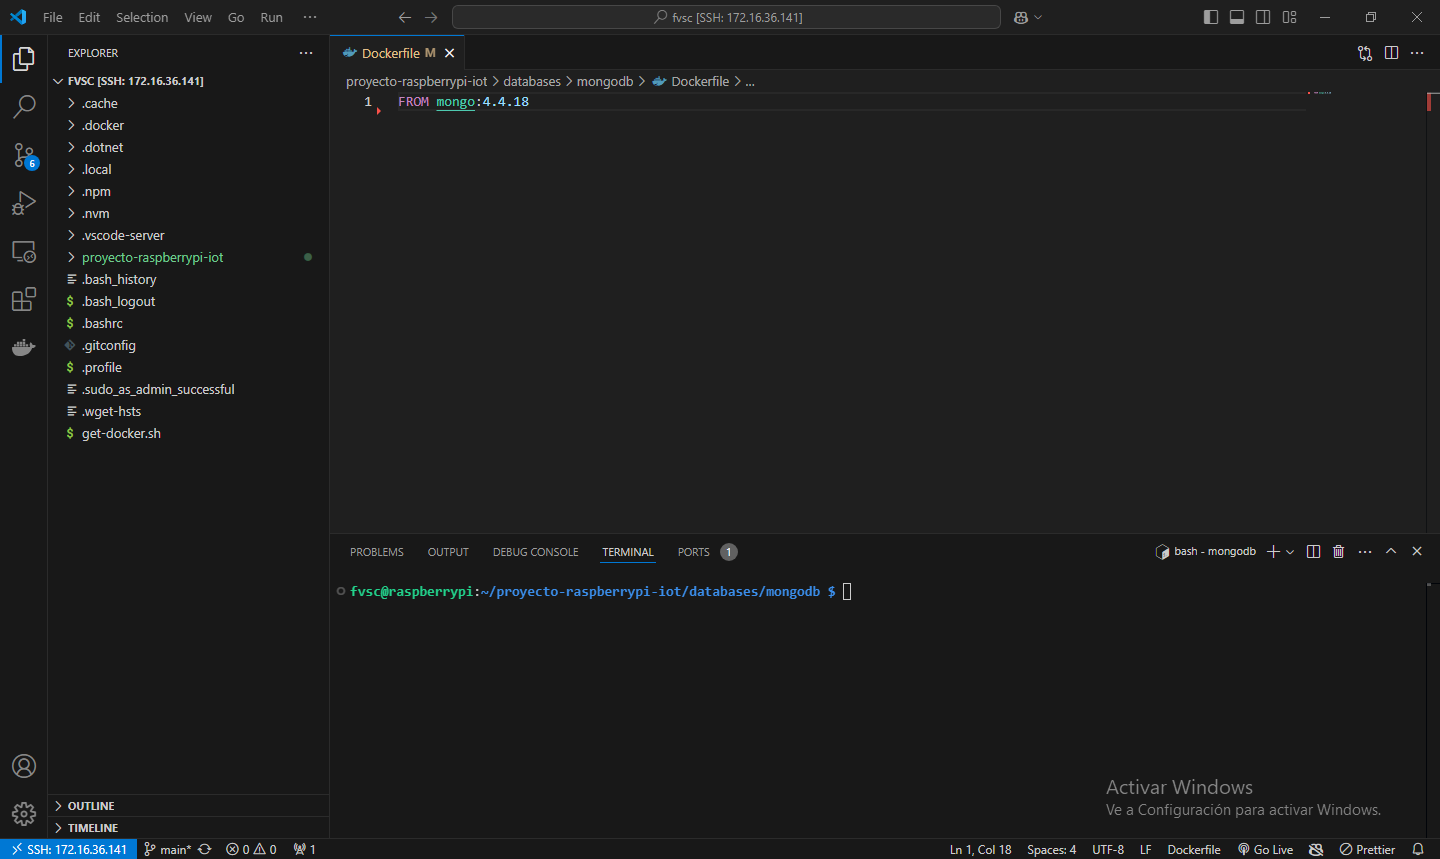 File Edit Selection View Go Run ···
fvsc [SSH: 172.16.36.141]
EXPLORER
Dockerfile M
FVSC [SSH: 172.16.36.141]
proyecto-raspberrypi-iot > databases > mongodb > Dockerfile > ...
1 FROM mongo:4.4.18
.cache
.docker
.dotnet
.local
6
.npm
.nvm
.vscode-server
proyecto-raspberrypi-iot
.bash_history
$ .bash_logout
$ .bashrc
.gitconfig
$ .profile
.sudo_as_admin_successful
.wget-hsts
$ get-docker.sh
PROBLEMS OUTPUT DEBUG CONSOLE TERMINAL PORTS 1
bash - mongodb
fvsc@raspberrypi:~/proyecto-raspberrypi-iot/databases/mongodb $
Activar Windows
Ve a Configuración para activar Windows.
OUTLINE
TIMELINE
SSH: 172.16.36.141 main* 0 0 1 Ln 1, Col 18 Spaces: 4 UTF-8 LF Dockerfile Go Live Prettier